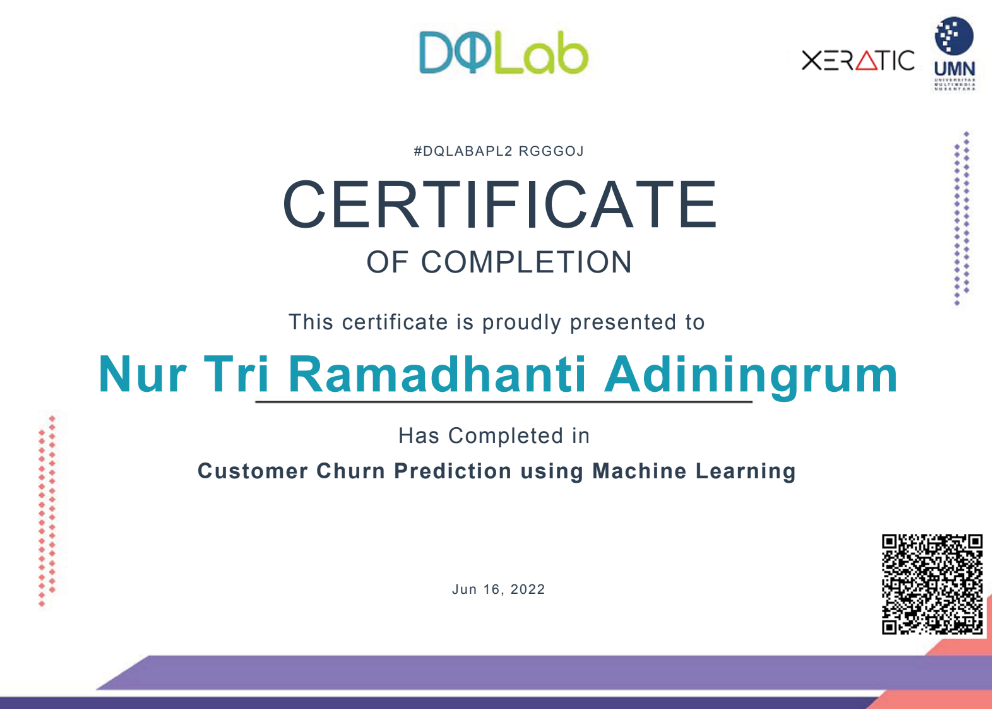 DQLab
XERATIC
UMN
UNIVERSITAS
MULTIMEDIA
NUSANTARA
#DQLABAPL2 RGGGOJ
CERTIFICATE
OF COMPLETION
This certificate is proudly presented to
Nur Tri Ramadhanti Adiningrum
Has Completed in
Customer Churn Prediction using Machine Learning
Jun 16, 2022